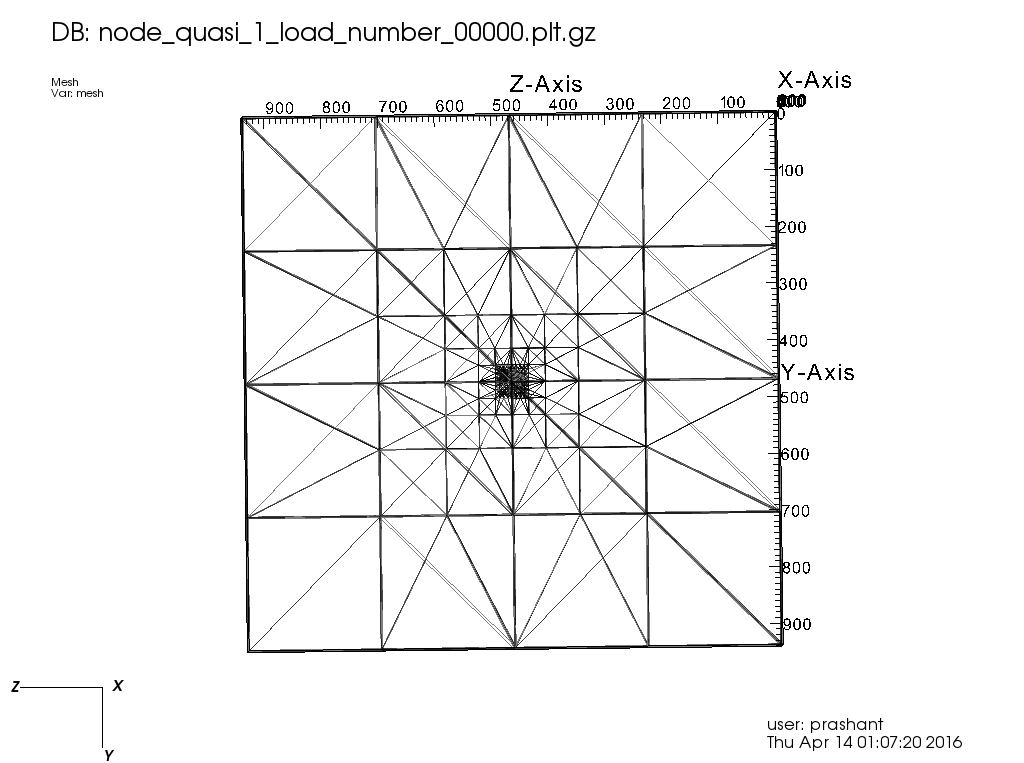 DB: node_quasi_1_load_number_00000.plt.gz
Mesh
Var: mesh
Z-Axis
X-Axis
900 800 700 600 500 400 300 200 100
0
100
200
300
400
Y-Axis
500
600
700
800
900
Z X
Y
user: prashant
Thu Apr 14 01:07:20 2016